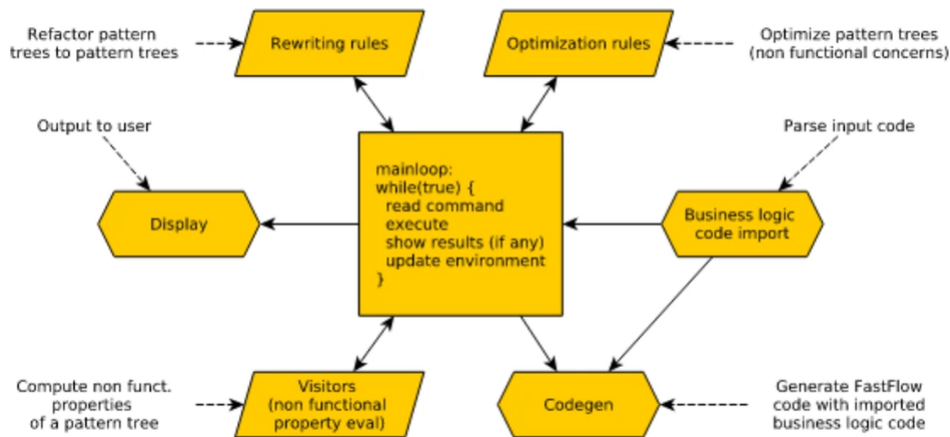 Refactor pattern
trees to pattern trees
Rewriting rules
Optimization rules
Optimize pattern trees
(non functional concerns)
Output to user
Parse input code
Display
mainloop:
while(true) {
read command
execute
show results (if any)
update environment
}
Business logic
code import
Compute non funct.
properties
of a pattern tree
Visitors
(non functional
property eval)
Codegen
Generate FastFlow
code with imported
business logic code